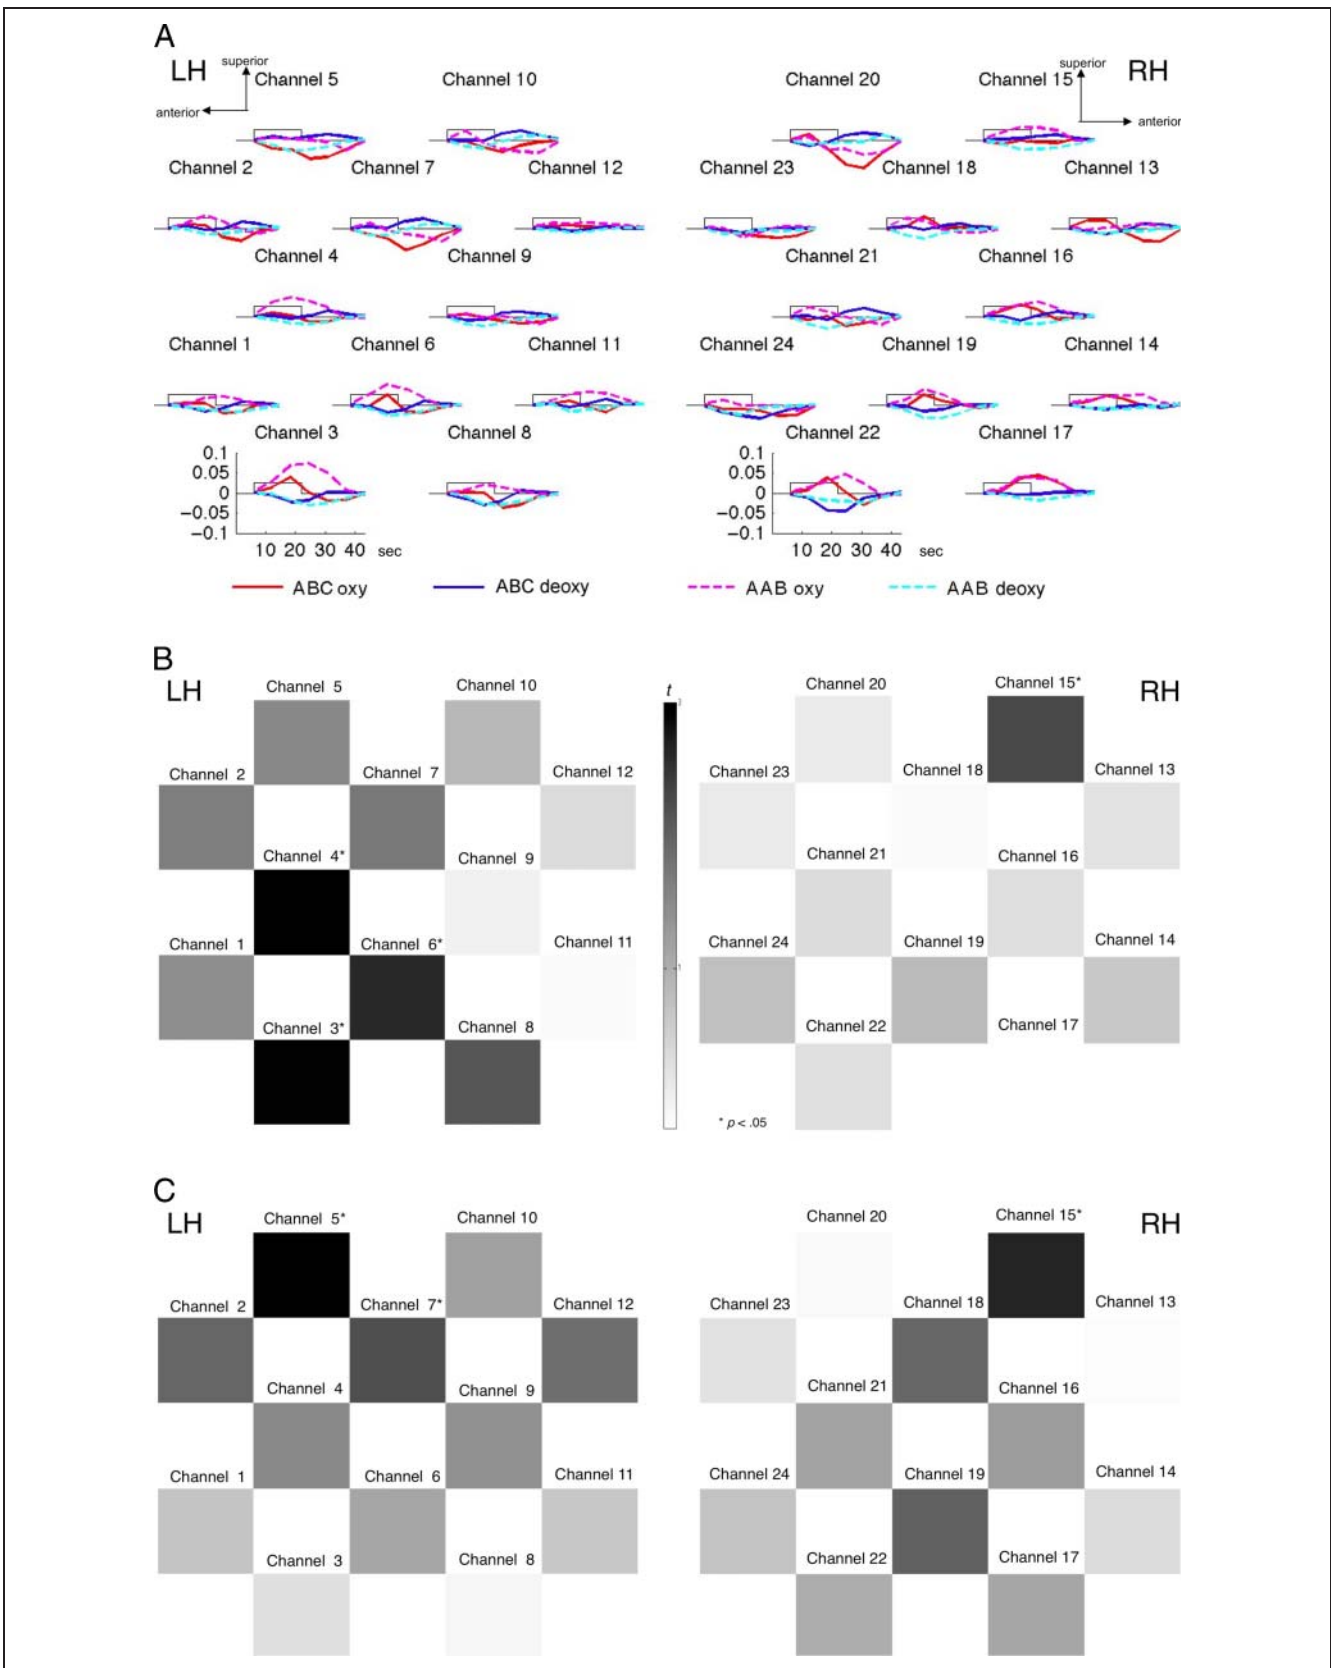 A
LH superior Channel 5 Channel 10 Channel 20 superior Channel 15 RH
anterior anterior
Channel 2 Channel 7 Channel 12 Channel 23 Channel 18 Channel 13
Channel 4 Channel 9 Channel 21 Channel 16
Channel 1 Channel 6 Channel 11 Channel 24 Channel 19 Channel 14
Channel 3 Channel 8 Channel 22 Channel 17
0.1 0.1
0.05 0.05
0 0
−0.05 −0.05
−0.1 −0.1
10 20 30 40 sec 10 20 30 40 sec
ABC oxy ABC deoxy AAB oxy AAB deoxy
B
LH Channel 5 Channel 10 t Channel 20 Channel 15* RH
3
Channel 2 Channel 7 Channel 12 Channel 23 Channel 18 Channel 13
Channel 4* Channel 9 Channel 21 Channel 16
Channel 1 Channel 6* Channel 11 Channel 24 Channel 19 Channel 14
1
Channel 3* Channel 8 Channel 22 Channel 17
* p < .05
C
LH Channel 5* Channel 10 Channel 20 Channel 15* RH
Channel 2 Channel 7* Channel 12 Channel 23 Channel 18 Channel 13
Channel 4 Channel 9 Channel 21 Channel 16
Channel 1 Channel 6 Channel 11 Channel 24 Channel 19 Channel 14
Channel 3 Channel 8 Channel 22 Channel 17